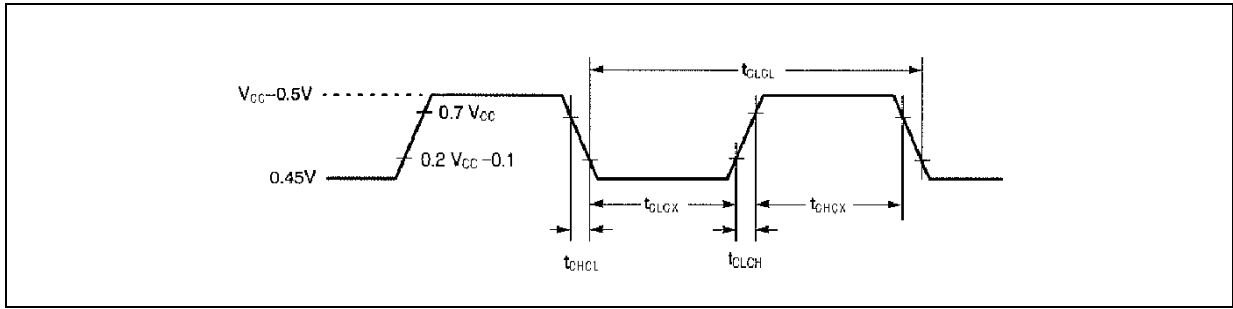 tCLCL
VCC–0.5V
0.7 VCC
0.2 VCC –0.1
0.45V
tCLCX
tCHCX
tCHCL
tCLCH